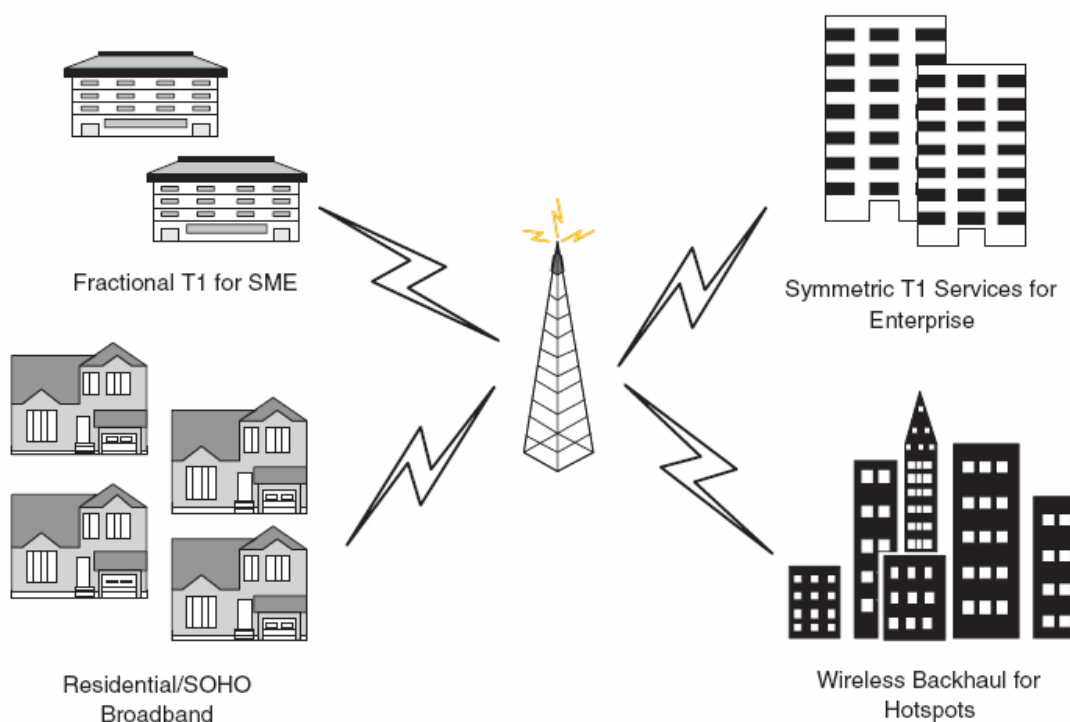 Fractional T1 for SME
Symmetric T1 Services for
Enterprise
Residential/SOHO
Broadband
Wireless Backhaul for
Hotspots